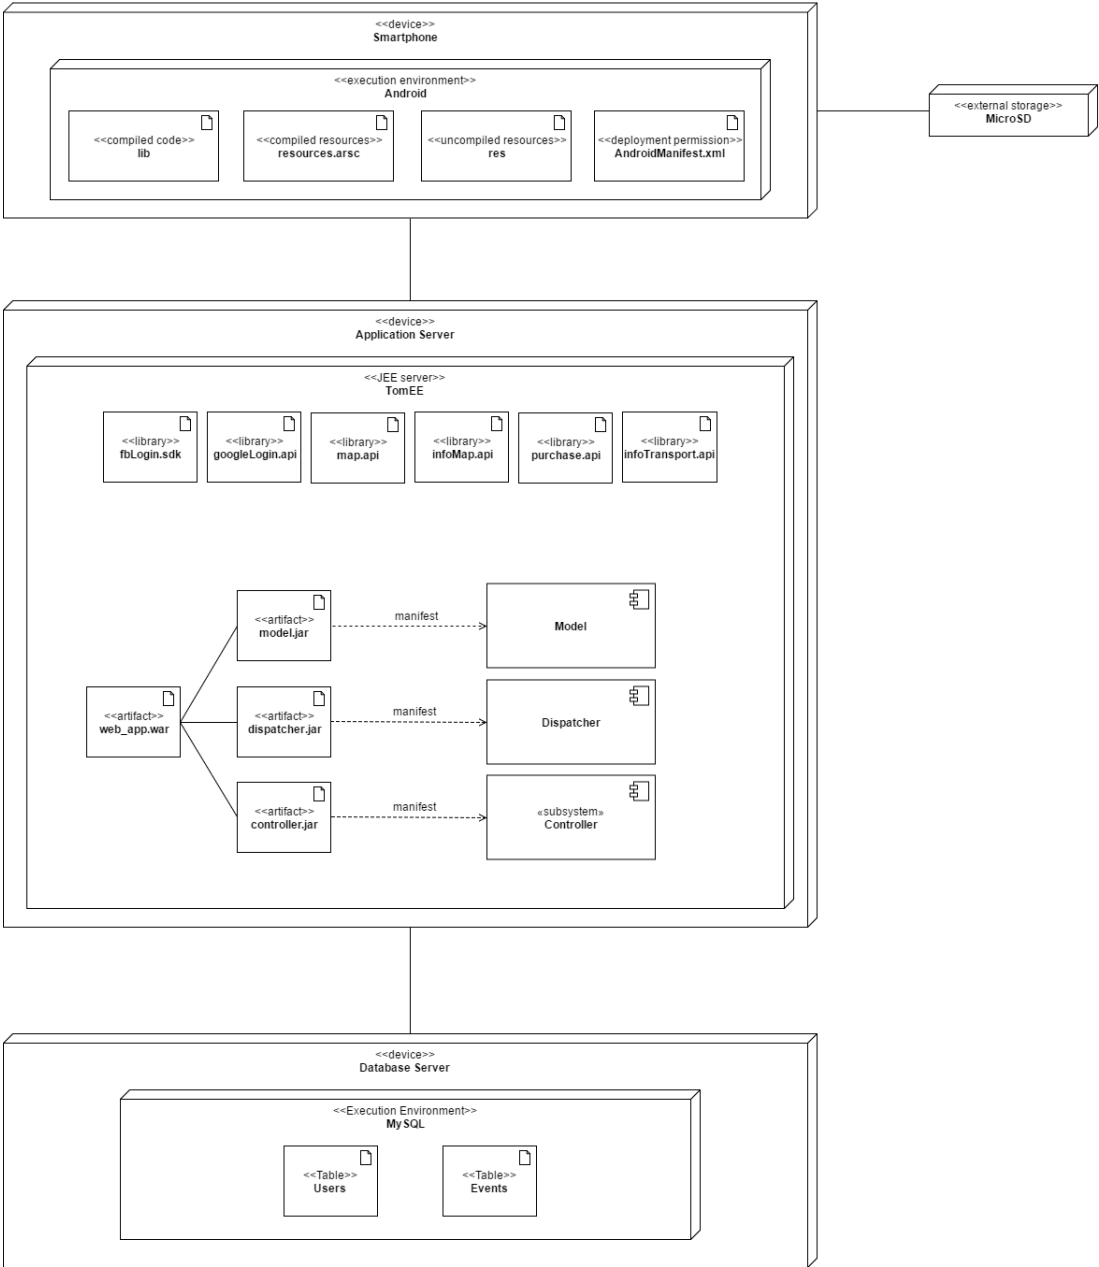 <<device>>
Smartphone
<<execution environment>>
Android
<<compiled code>>
lib
<<compiled resources>>
resources.arsc
<<uncompiled resources>>
res
<<deployment permission>>
AndroidManifest.xml
<<external storage>>
MicroSD
<<device>>
Application Server
<<JEE server>>
TomEE
<<library>>
fbLogin.sdk
<<library>>
googleLogin.api
<<library>>
map.api
<<library>>
infoMap.api
<<library>>
purchase.api
<<library>>
infoTransport.api
<<artifact>>
model.jar
manifest
Model
<<artifact>>
web_app.war
<<artifact>>
dispatcher.jar
manifest
Dispatcher
<<artifact>>
controller.jar
manifest
«subsystem»
Controller
<<device>>
Database Server
<<Execution Environment>>
MySQL
<<Table>>
Users
<<Table>>
Events